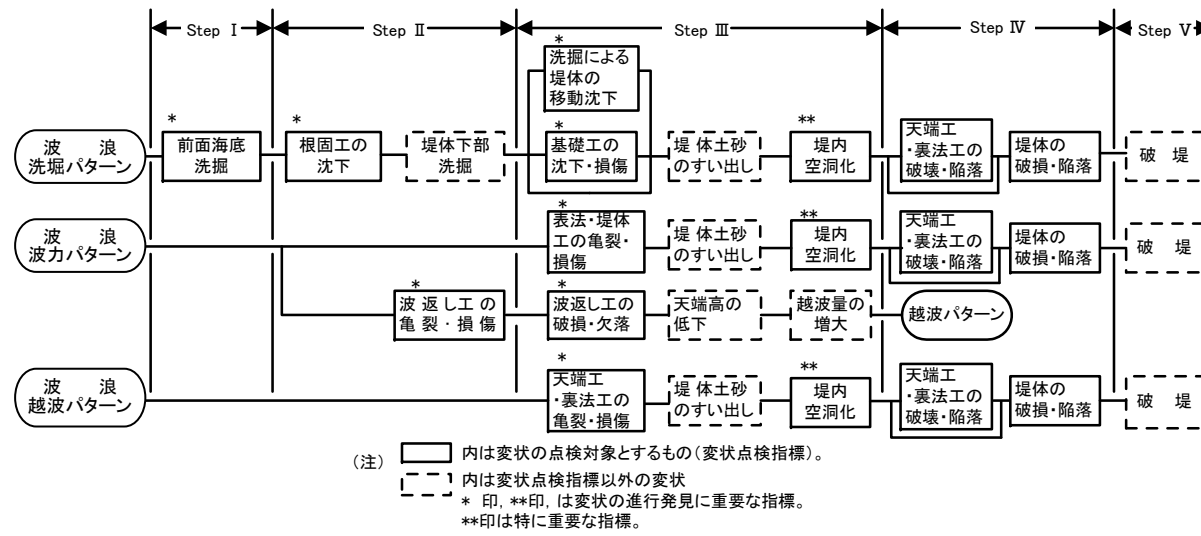 Step Ⅰ
Step Ⅱ
Step Ⅲ
Step Ⅳ
Step Ⅴ
波　浪
洗堀パターン
*
前面海底
洗掘
*
根固工の
沈下
堤体下部
洗掘
*
洗掘による
堤体の
移動沈下
*
基礎工の
沈下・損傷
堤体土砂
のすい出し
**
堤内
空洞化
天端工
・裏法工の
破壊・陥落
堤体の
破損・陥落
破　堤
波　浪
波力パターン
*
表法・堤体
工の亀裂・
損傷
堤体土砂
のすい出し
**
堤内
空洞化
天端工
・裏法工の
破壊・陥落
堤体の
破損・陥落
破　堤
*
波返し工の
亀裂・損傷
*
波返し工の
破損・欠落
天端高の
低下
越波量の
増大
越波パターン
波　浪
越波パターン
*
天端工
・裏法工の
亀裂・損傷
堤体土砂
のすい出し
**
堤内
空洞化
天端工
・裏法工の
破壊・陥落
堤体の
破損・陥落
破　堤
(注)
内は変状の点検対象とするもの(変状点検指標)。
内は変状点検指標以外の変状
* 印, **印, は変状の進行発見に重要な指標。
**印は特に重要な指標。